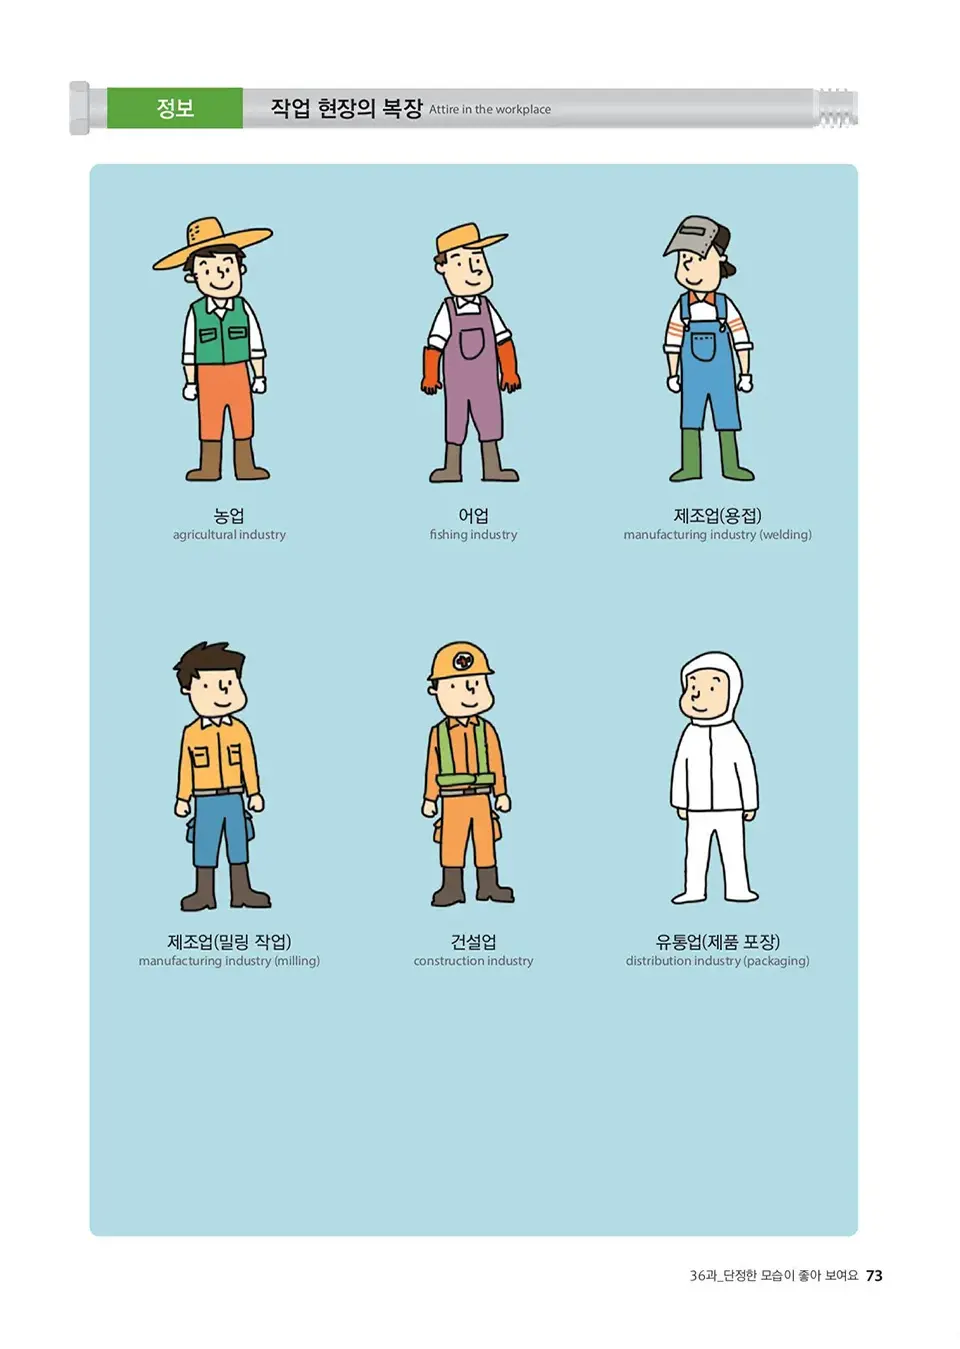 정보
작업 현장의 복장 Attire in the workplace
농업
agricultural industry
어업
fishing industry
제조업(용접)
manufacturing industry (welding)
제조업(밀링 작업)
manufacturing industry (milling)
건설업
construction industry
유통업(제품 포장)
distribution industry (packaging)
36과_단정한 모습이 좋아 보여요 73